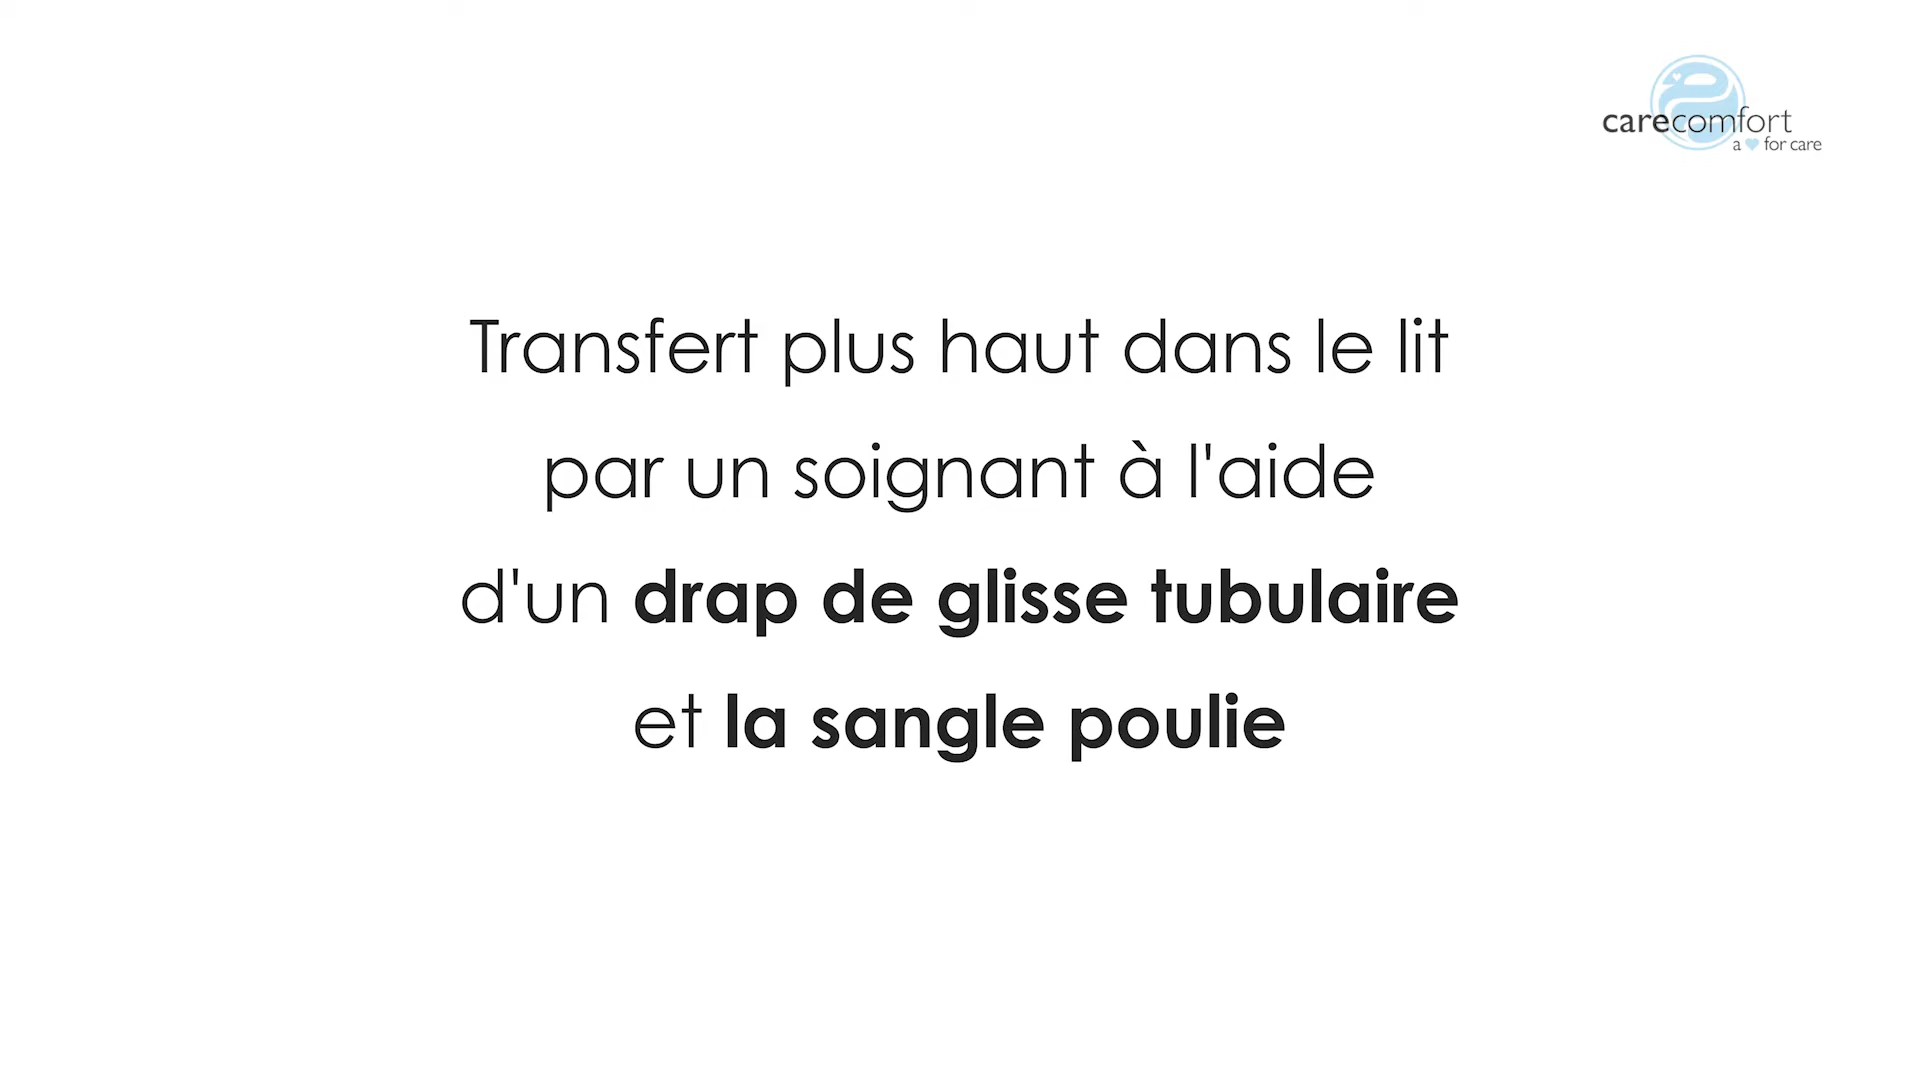 carecomfort
a for care
Transfert plus haut dans le lit
par un soignant à l'aide
d'un drap de glisse tubulaire
et la sangle poulie